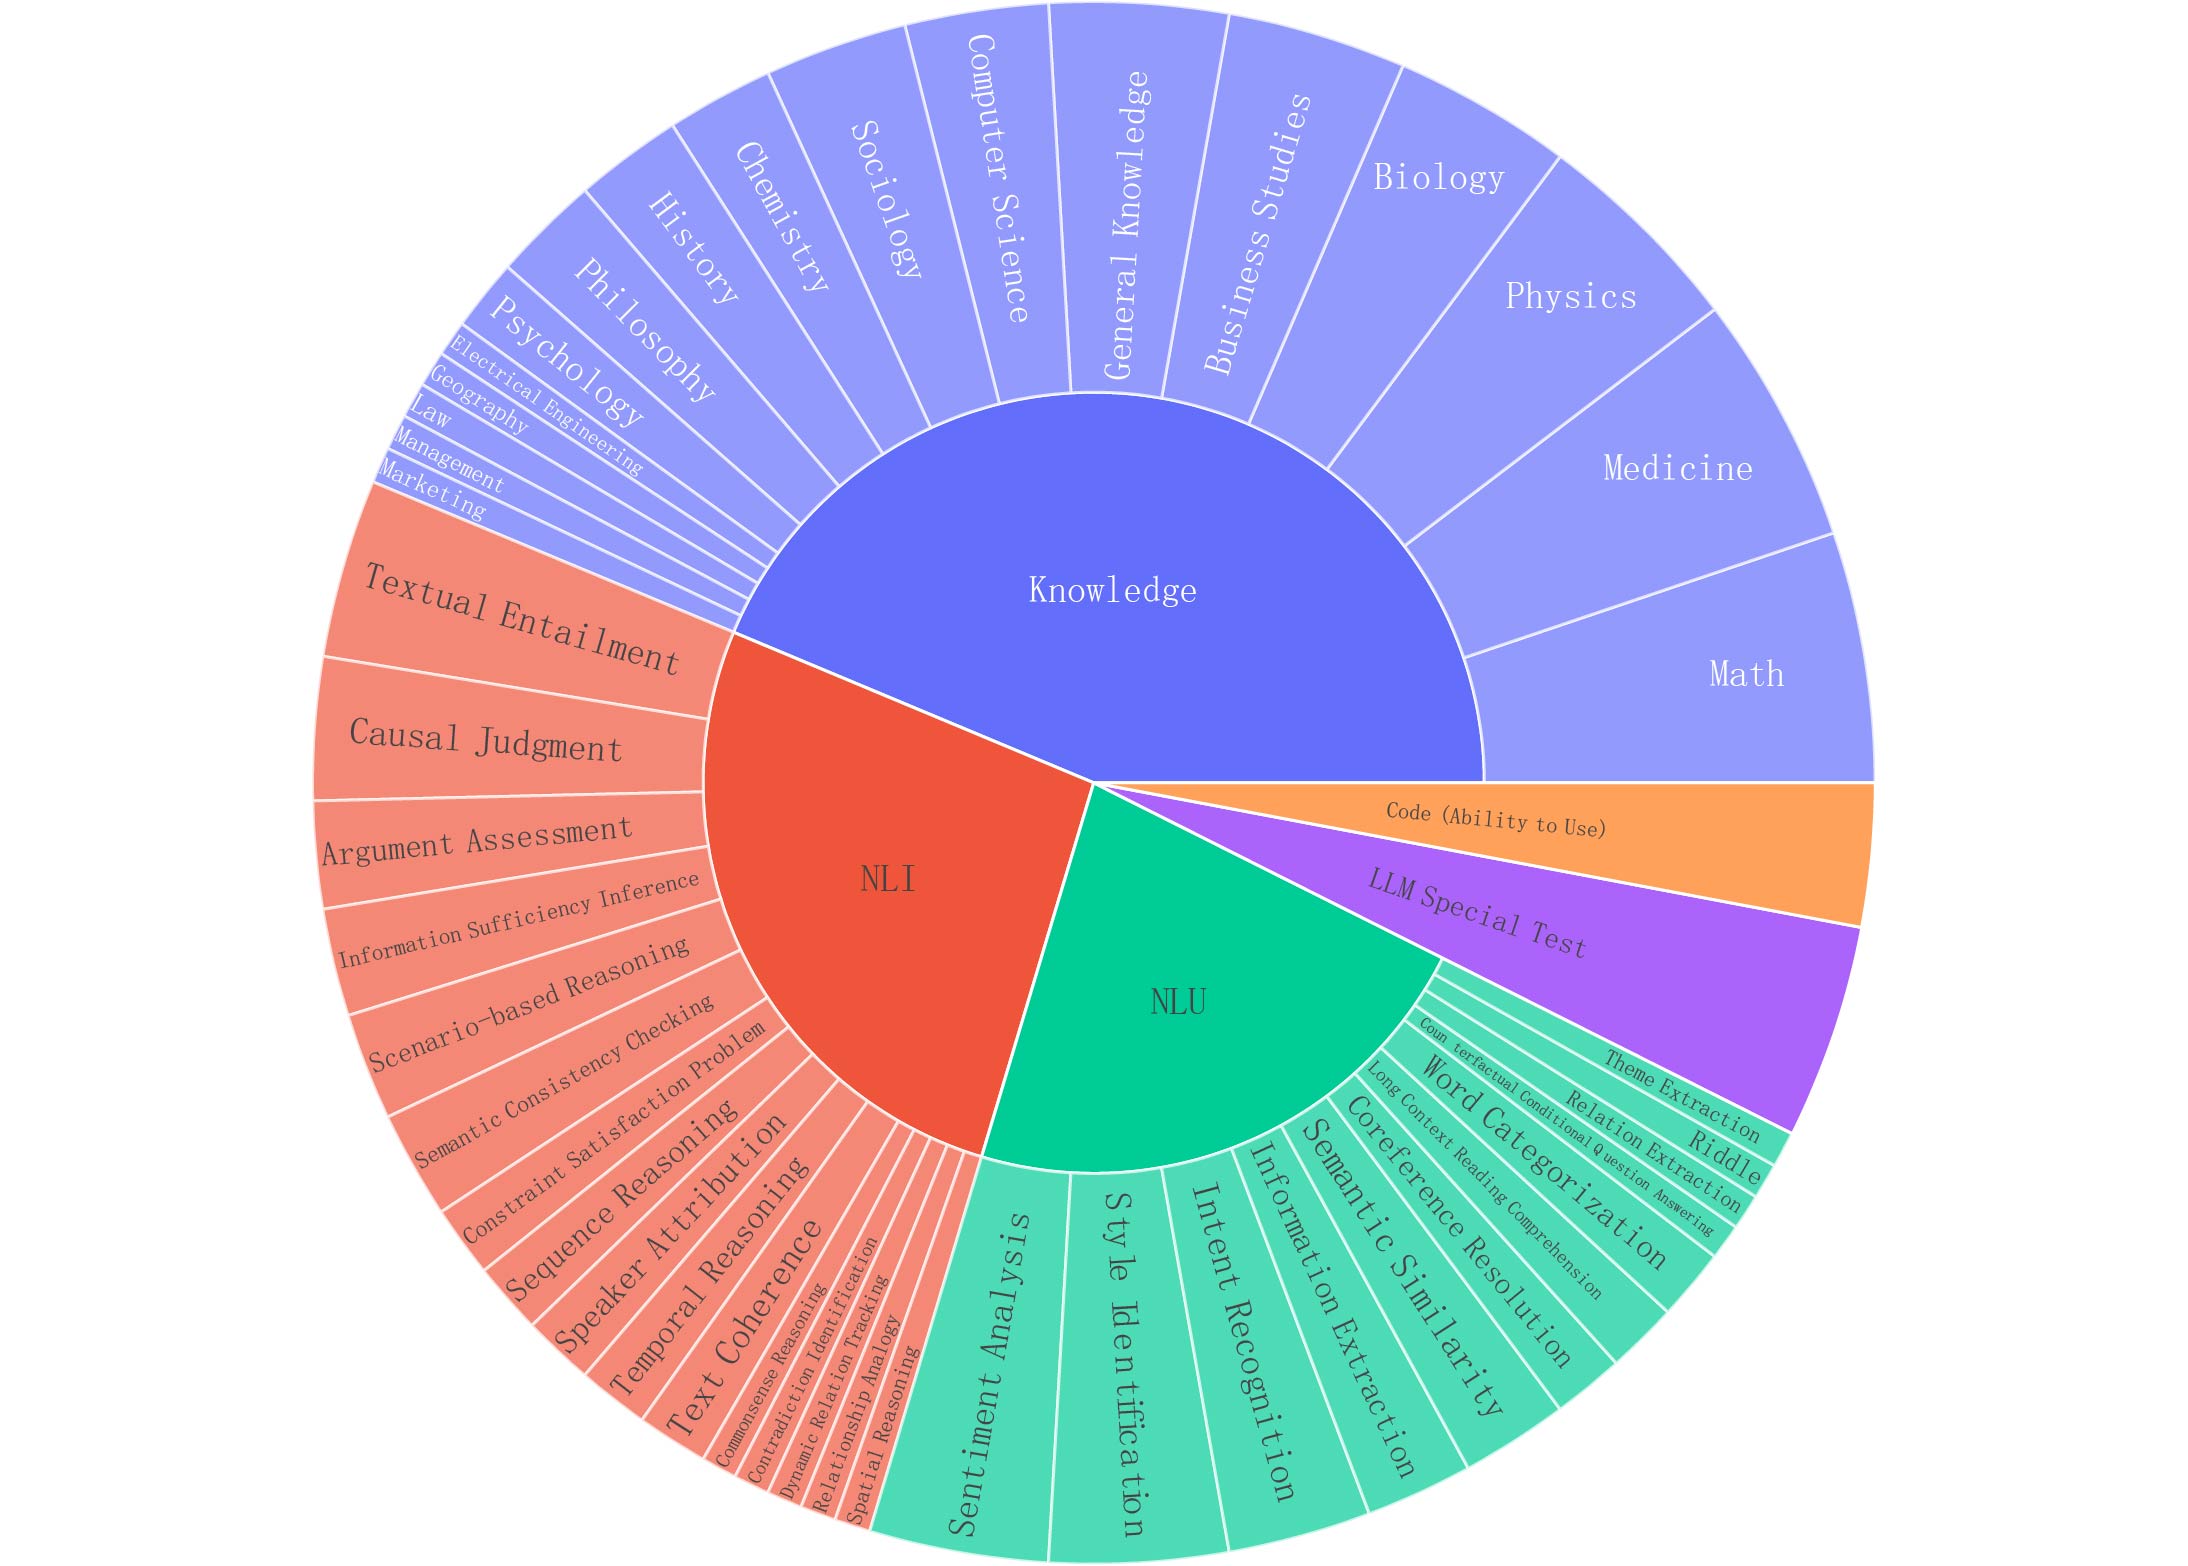 Knowledge
Math
Medicine
Physics
Biology
Business Studies
General Knowledge
Computer Science
Sociology
Chemistry
History
Philosophy
Psychology
Electrical Engineering
Geography
Law
Management
Marketing
NLI
Textual Entailment
Causal Judgment
Argument Assessment
Information Sufficiency Inference
Scenario-based Reasoning
Semantic Consistency Checking
Constraint Satisfaction Problem
Sequence Reasoning
Speaker Attribution
Temporal Reasoning
Text Coherence
Commonsense Reasoning
Contradiction Identification
Dynamic Relation Tracking
Relationship Analogy
Spatial Reasoning
NLU
Sentiment Analysis
Style Identification
Intent Recognition
Information Extraction
Semantic Similarity
Coreference Resolution
Long Context Reading Comprehension
Word Categorization
Coun terfactual Conditional Question Answering
Relation Extraction
Riddle
Theme Extraction
LLM Special Test
Code (Ability to Use)